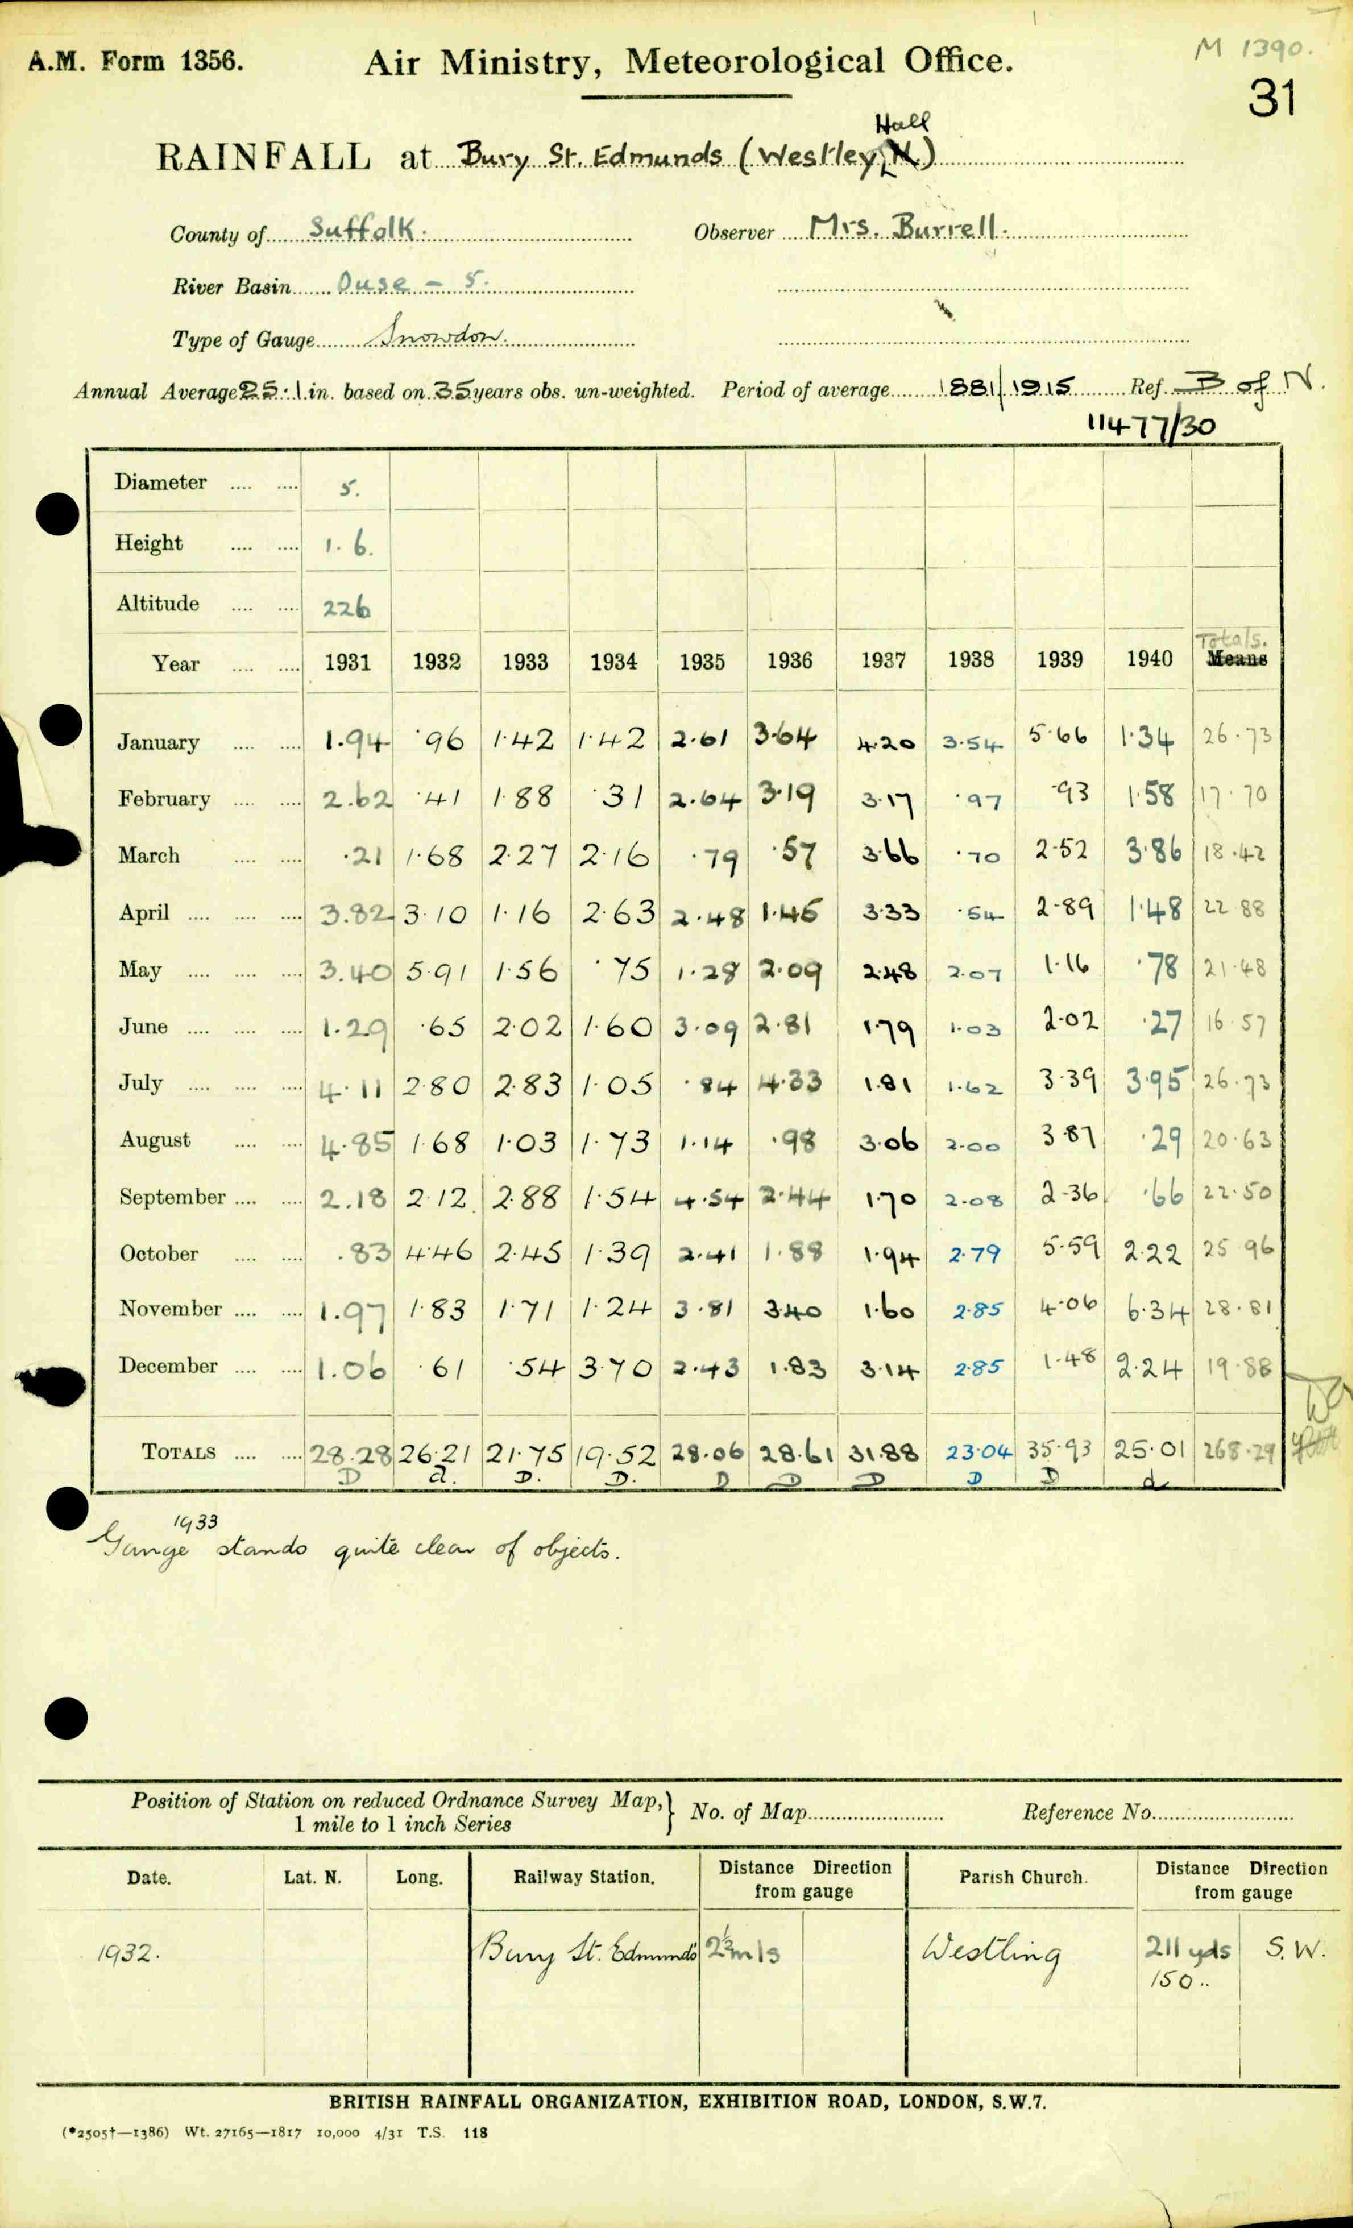 M 1390.
A.M. Form 1356. Air Ministry, Meteorological Office.
31
Hall
RAINFALL at Bury St. Edmunds (Westley, )
County of Suffolk. Observer Mrs. Burrell.
River Basin Ouse - 5.
Type of Gauge Snowdon.
Annual Average 25.1 in. based on 35 years obs. un-weighted. Period of average 1881/1915 Ref. B of N.
11477/30
Diameter .... .... 5.
Height .... .... 1. 6.
Altitude .... .... 226
Totals.
Year .... .... 1931 1932 1933 1934 1935 1936 1937 1938 1939 1940 Means
January .... .... 1.94 .96 1.42 1.42 2.61 3.64 4.20 3.54 5.66 1.34 26.73
February .... .... 2.62 .41 1.88 .31 2.64 3.19 3.17 .97 .93 1.58 17.70
March .... .... .21 1.68 2.27 2.16 .79 .57 3.66 .70 2.52 3.86 18.42
April .... .... .... 3.82 3.10 1.16 2.63 2.48 1.45 3.33 .54 2.89 1.48 22 88
May .... .... .... 3.40 5.91 1.56 .75 1.28 2.09 2.48 2.07 1.16 .78 21.48
June .... .... .... 1.29 .65 2.02 1.60 3.09 2.81 1.79 1.03 2.02 .27 16.57
July .... .... .... 4.11 2.80 2.83 1.05 .84 4.33 1.81 1.62 3.39 3.95 26.73
August .... .... 4.85 1.68 1.03 1.73 1.14 .98 3.06 2.00 3.87 .29 20.63
September .... .... 2.18 2.12 2.88 1.54 4.54 2.44 1.70 2.08 2.36 .66 22.50
October .... .... .83 4.46 2.45 1.39 2.41 1.88 1.94 2.79 5.59 2.22 25 96
November .... .... 1.97 1.83 1.71 1.24 3.81 3.40 1.60 2.85 4.06 6.34 28.81
December .... .... 1.06 .61 .54 3.70 2.43 1.83 3.14 2.85 1.48 2.24 19.88
TOTALS .... .... 28.28 26.21 21.75 19.52 28.06 28.61 31.88 23.04 35.93 25.01 268.29
D d. D. D. D D D D D d
1933
Gauge stands quite clear of objects.
Position of Station on reduced Ordnance Survey Map, } No. of Map Reference No.
1 mile to 1 inch Series
Date. Lat. N. Long. Railway Station. Distance Direction from gauge Parish Church. Distance Direction from gauge
1932. Bury St. Edmunds 2½ mls Westling 211 yds S.W.
150 ..
BRITISH RAINFALL ORGANIZATION, EXHIBITION ROAD, LONDON, S.W.7.
(*2505†—1386) Wt. 27165—1817 10,000 4/31 T.S. 118